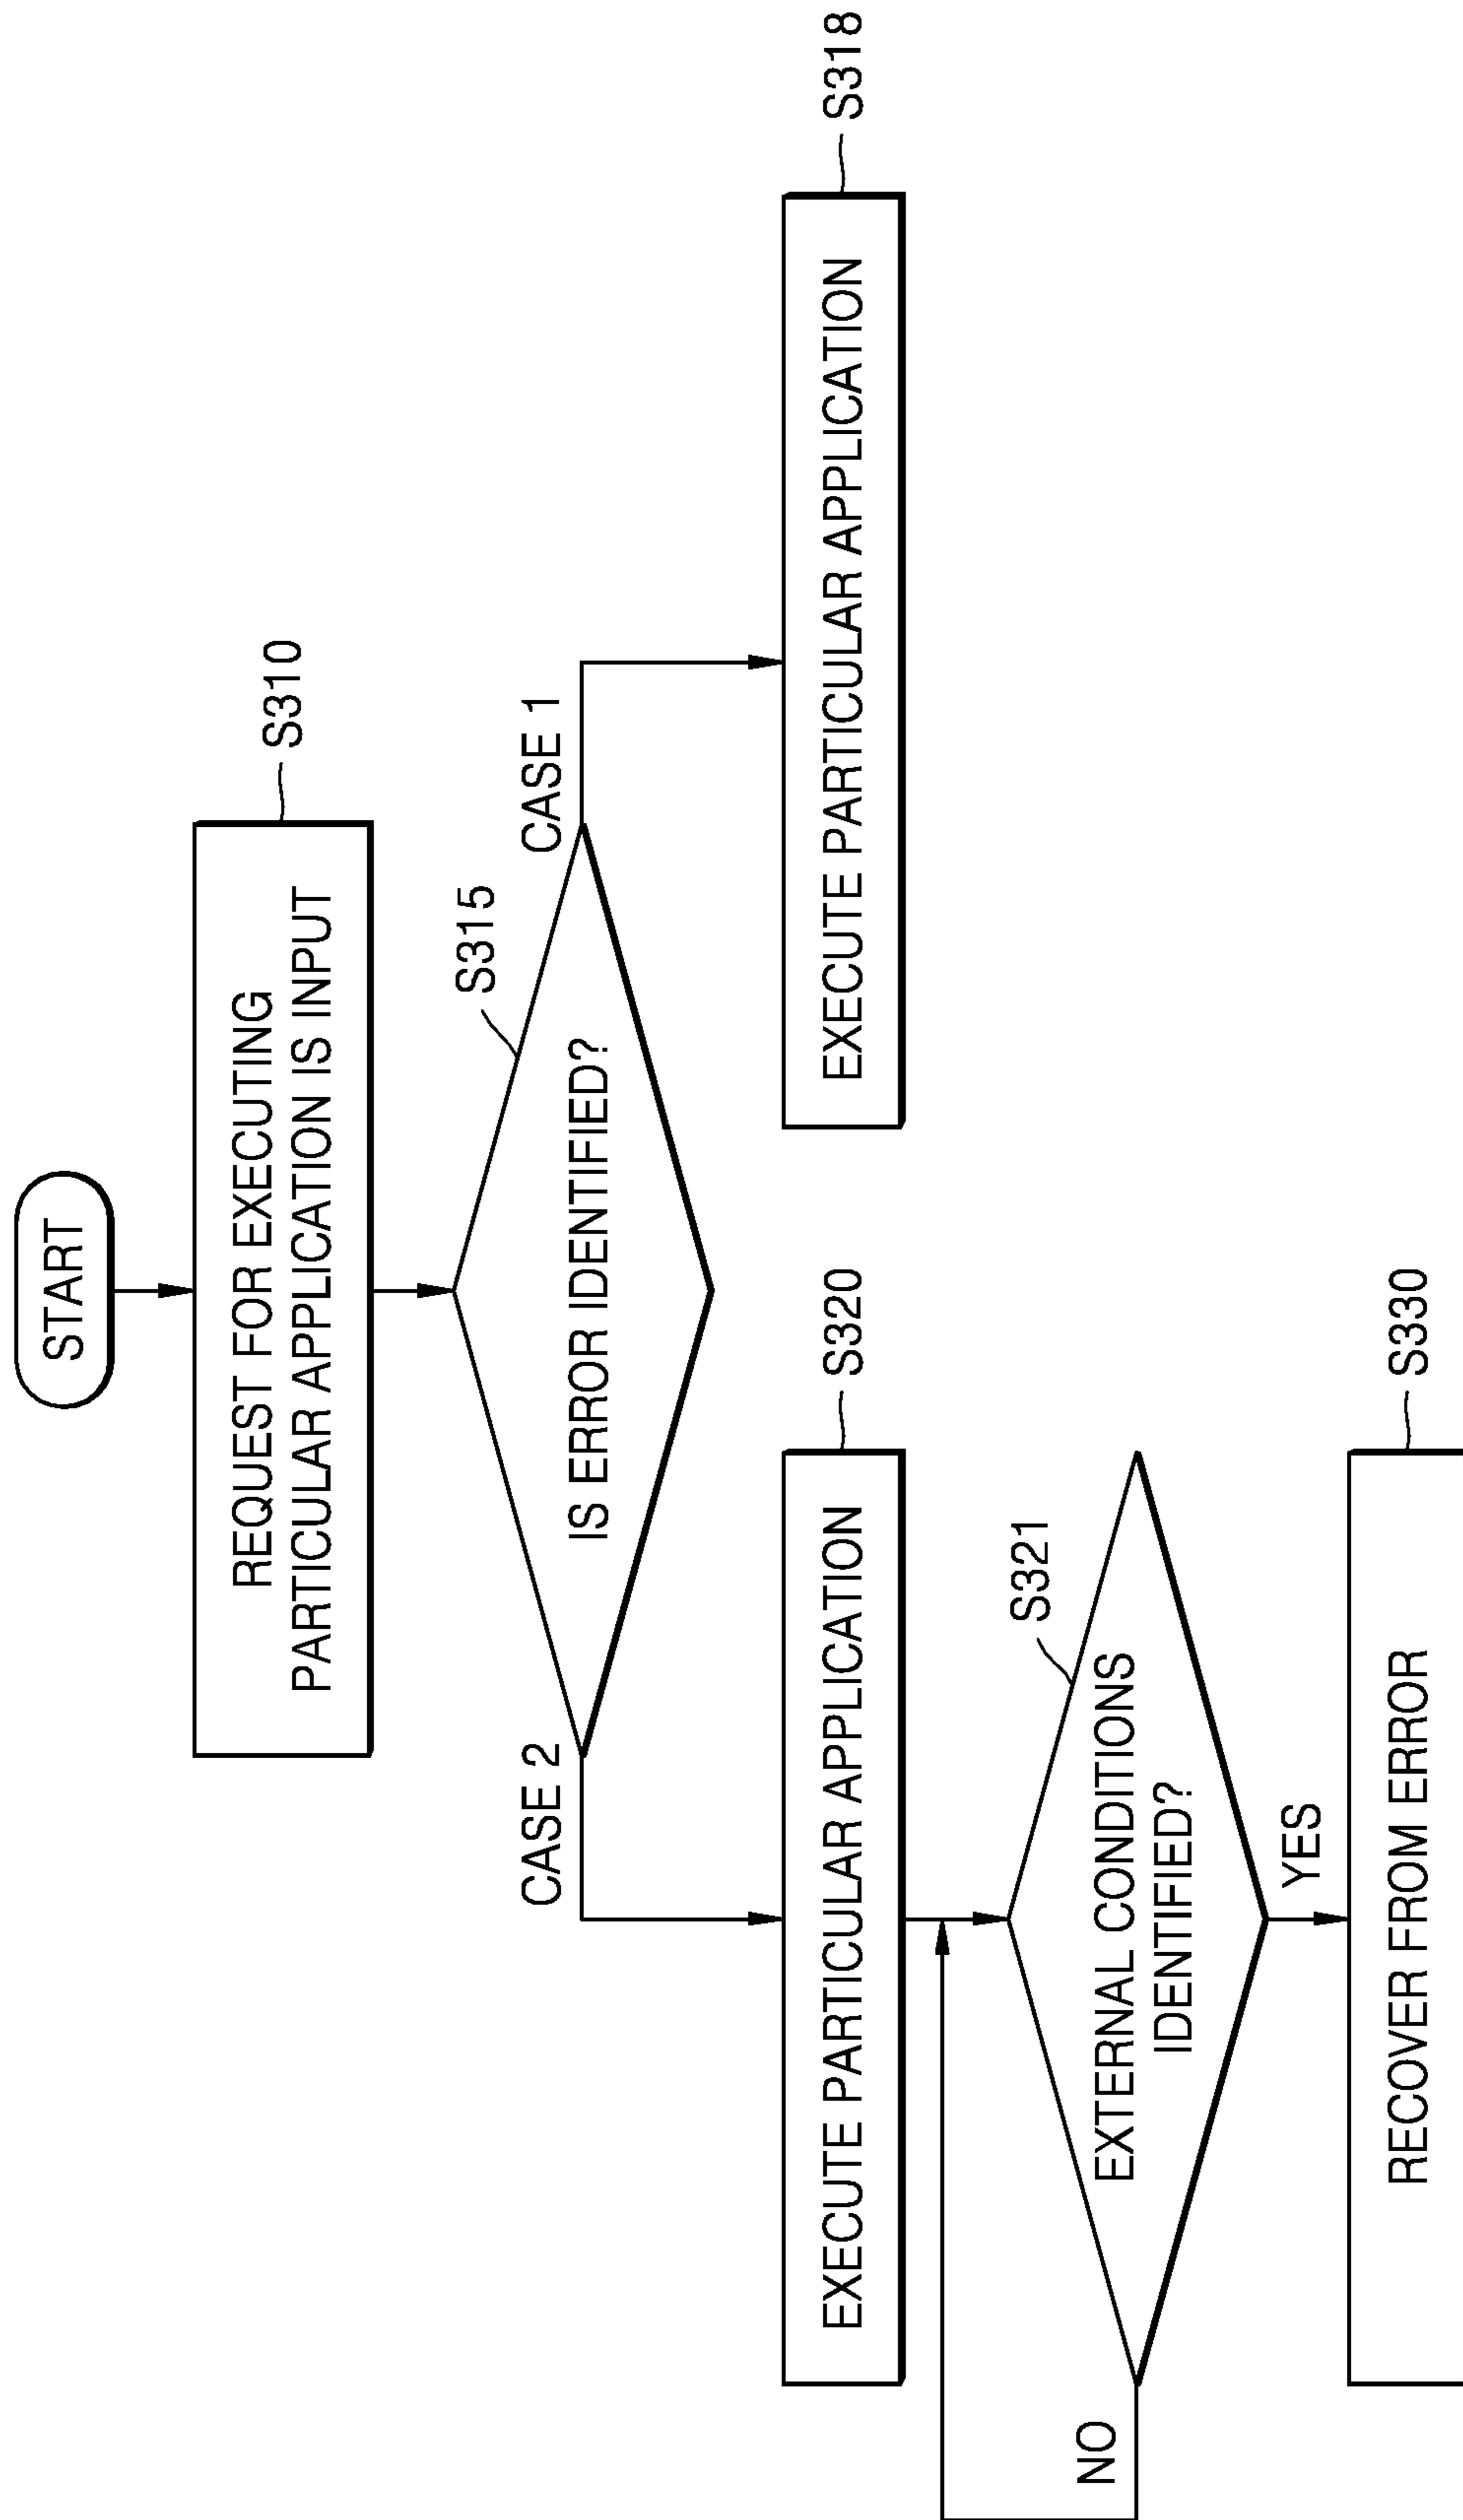 START
REQUEST FOR EXECUTING
PARTICULAR APPLICATION IS INPUT
S310
IS ERROR IDENTIFIED?
S315
CASE 2
CASE 1
EXECUTE PARTICULAR APPLICATION
S320
EXECUTE PARTICULAR APPLICATION
S318
EXTERNAL CONDITIONS
IDENTIFIED?
S321
NO
YES
RECOVER FROM ERROR
S330